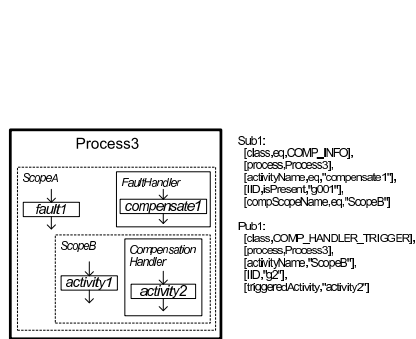 Process3
ScopeA
FaultHandler
fault1
compensate1
ScopeB
Compensation
Handler
activity1
activity2
Sub1:
[class,eq,COMP_INFO],
[process,Process3],
[activityName,eq,"compensate1"],
[IID,isPresent,"g001"],
[compScopeName,eq,"ScopeB"]
Pub1:
[class,COMP_HANDLER_TRIGGER],
[process,Process3],
[activityName,"ScopeB"],
[IID,"g2"],
[triggeredActivity,"activity2"]